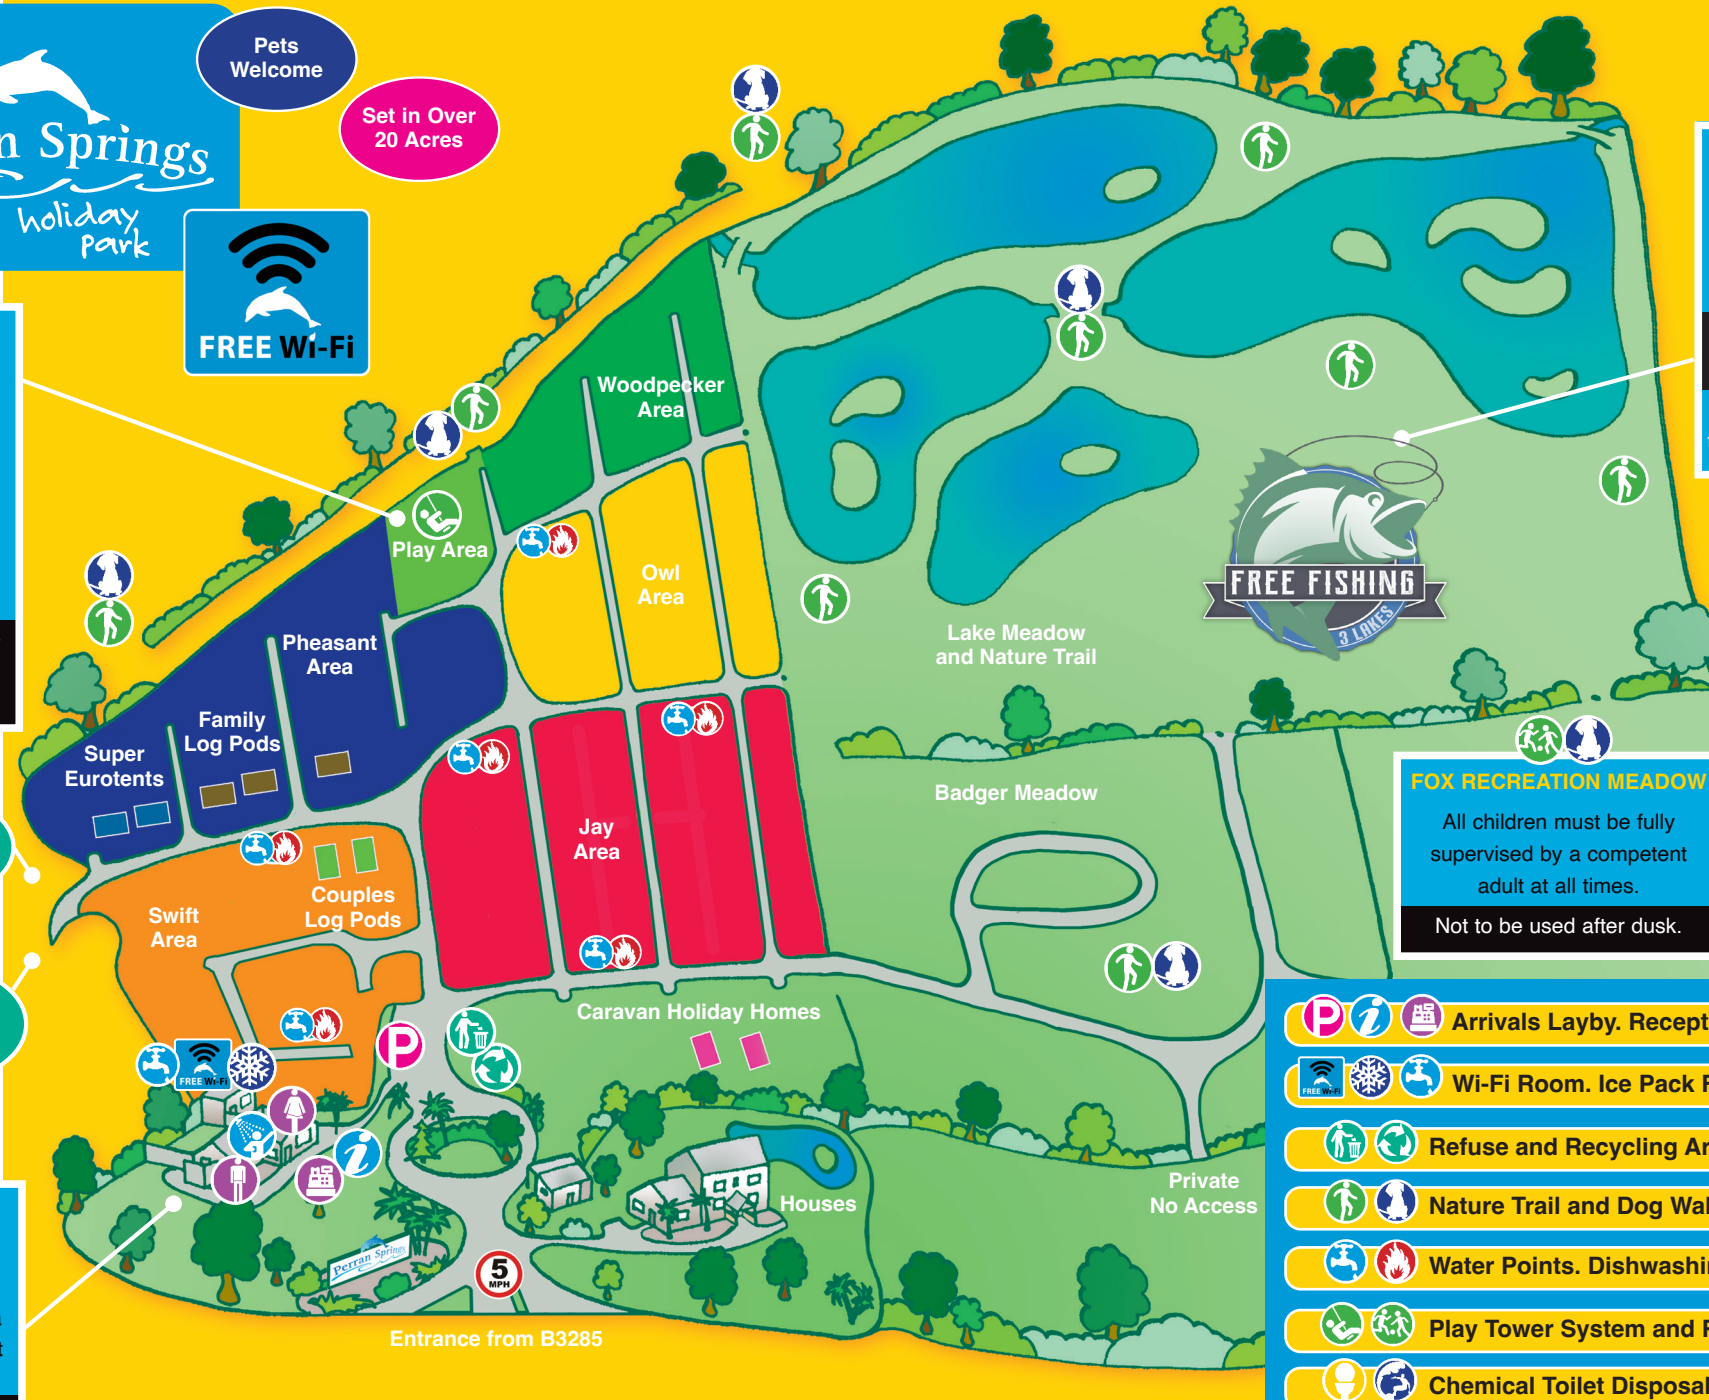 Springs
holiday
park
Pets
Welcome
Set in Over
20 Acres
FREE Wi-Fi
Woodpecker
Area
Play Area
Owl
Area
Pheasant
Area
Family
Log Pods
Super
Eurotents
Jay
Area
Couples
Log Pods
Swift
Area
Lake Meadow
and Nature Trail
FREE FISHING
3 LAKES
Badger Meadow
FOX RECREATION MEADOW
All children must be fully
supervised by a competent
adult at all times.
Not to be used after dusk.
Caravan Holiday Homes
P
FREE Wi-Fi
i
Houses
Private
No Access
Perran Springs
5
MPH
Entrance from B3285
P i Arrivals Layby. Recept
FREE Wi-Fi Wi-Fi Room. Ice Pack F
Refuse and Recycling Ar
Nature Trail and Dog Wal
Water Points. Dishwashi
Play Tower System and
Chemical Toilet Disposal